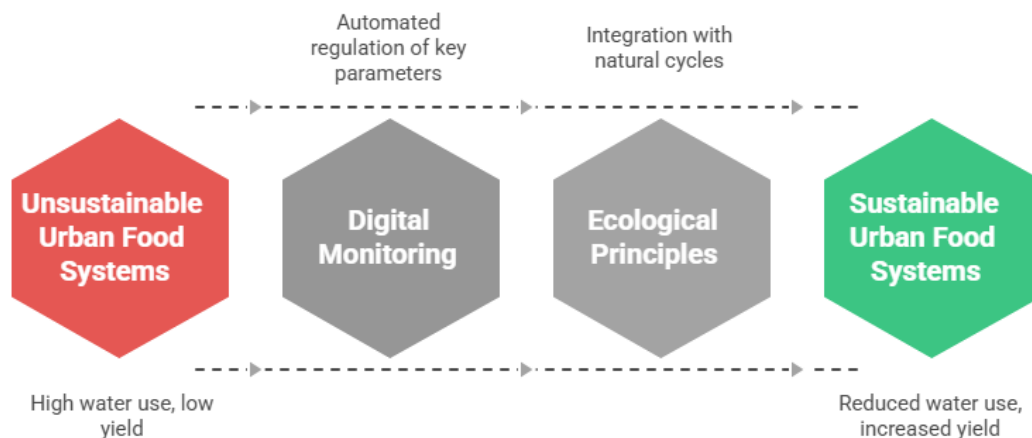 Automated
regulation of key
parameters
Integration with
natural cycles
Unsustainable
Urban Food
Systems
Digital
Monitoring
Ecological
Principles
Sustainable
Urban Food
Systems
High water use, low
yield
Reduced water use,
increased yield